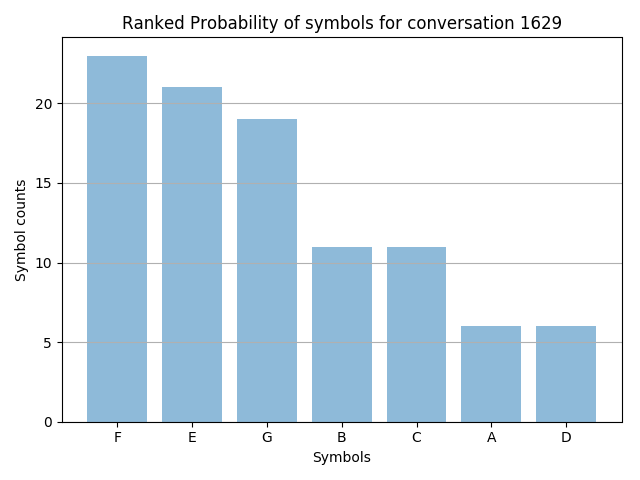 Ranked Probability of symbols for conversation 1629
Symbol counts
20
15
10
5
0
F E G B C A D
Symbols